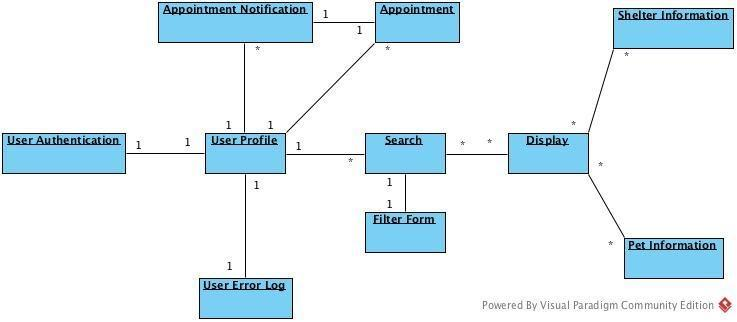 Appointment Notification
1
1
Appointment
Shelter Information
*
*
*
*
1
1
User Authentication
1
1
User Profile
1
*
Search
*
*
Display
*
1
1
1
Filter Form
*
Pet Information
1
User Error Log
Powered By Visual Paradigm Community Edition